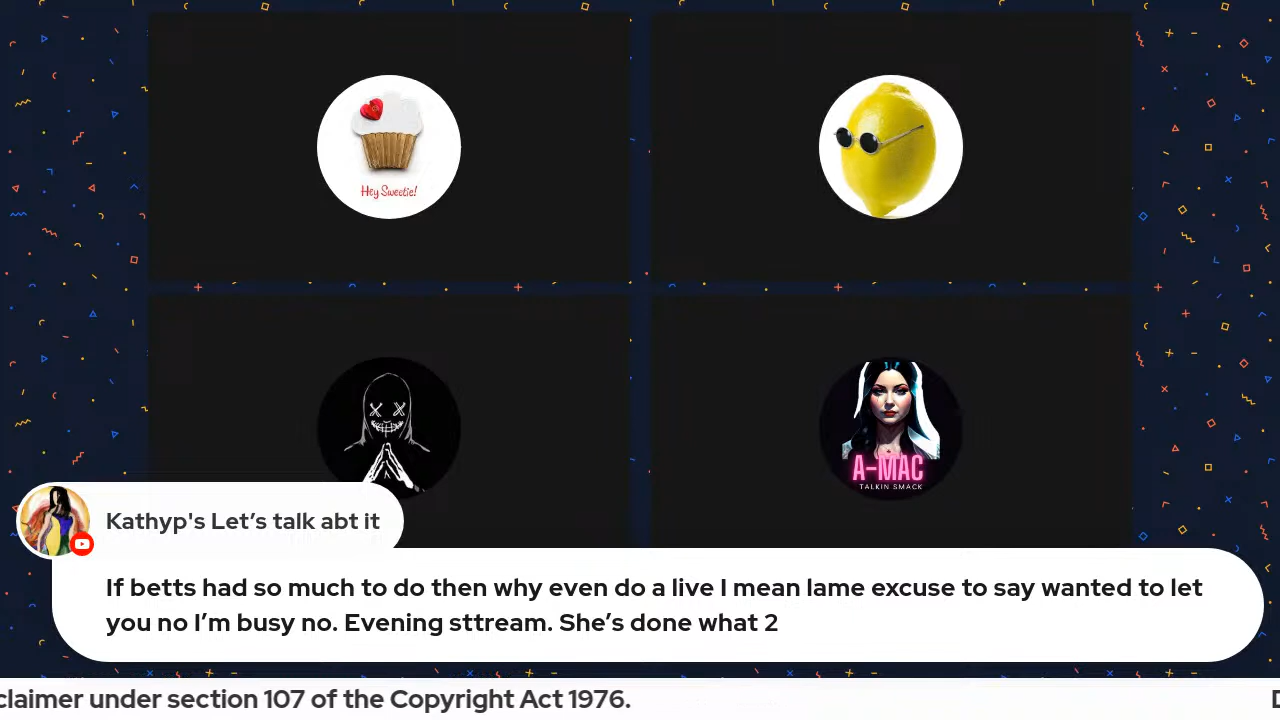 Hey Sweetie!
A-MAC
TALKIN SMACK
Kathyp's Let's talk abt it
If betts had so much to do then why even do a live I mean lame excuse to say wanted to let
you no I'm busy no. Evening sttream. She's done what 2
claimer under section 107 of the Copyright Act 1976.